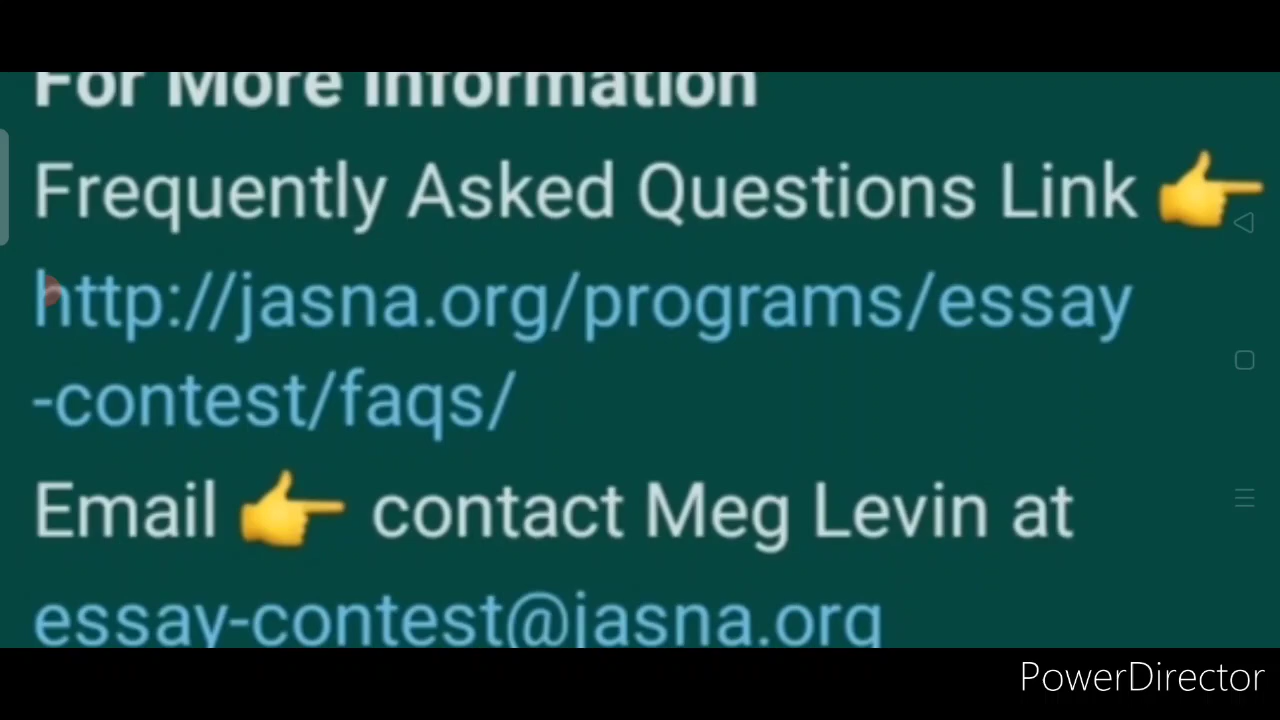 For More Information
Frequently Asked Questions Link 👉
http://jasna.org/programs/essay
-contest/faqs/
Email 👉 contact Meg Levin at
essay-contest@jasna.org
PowerDirector